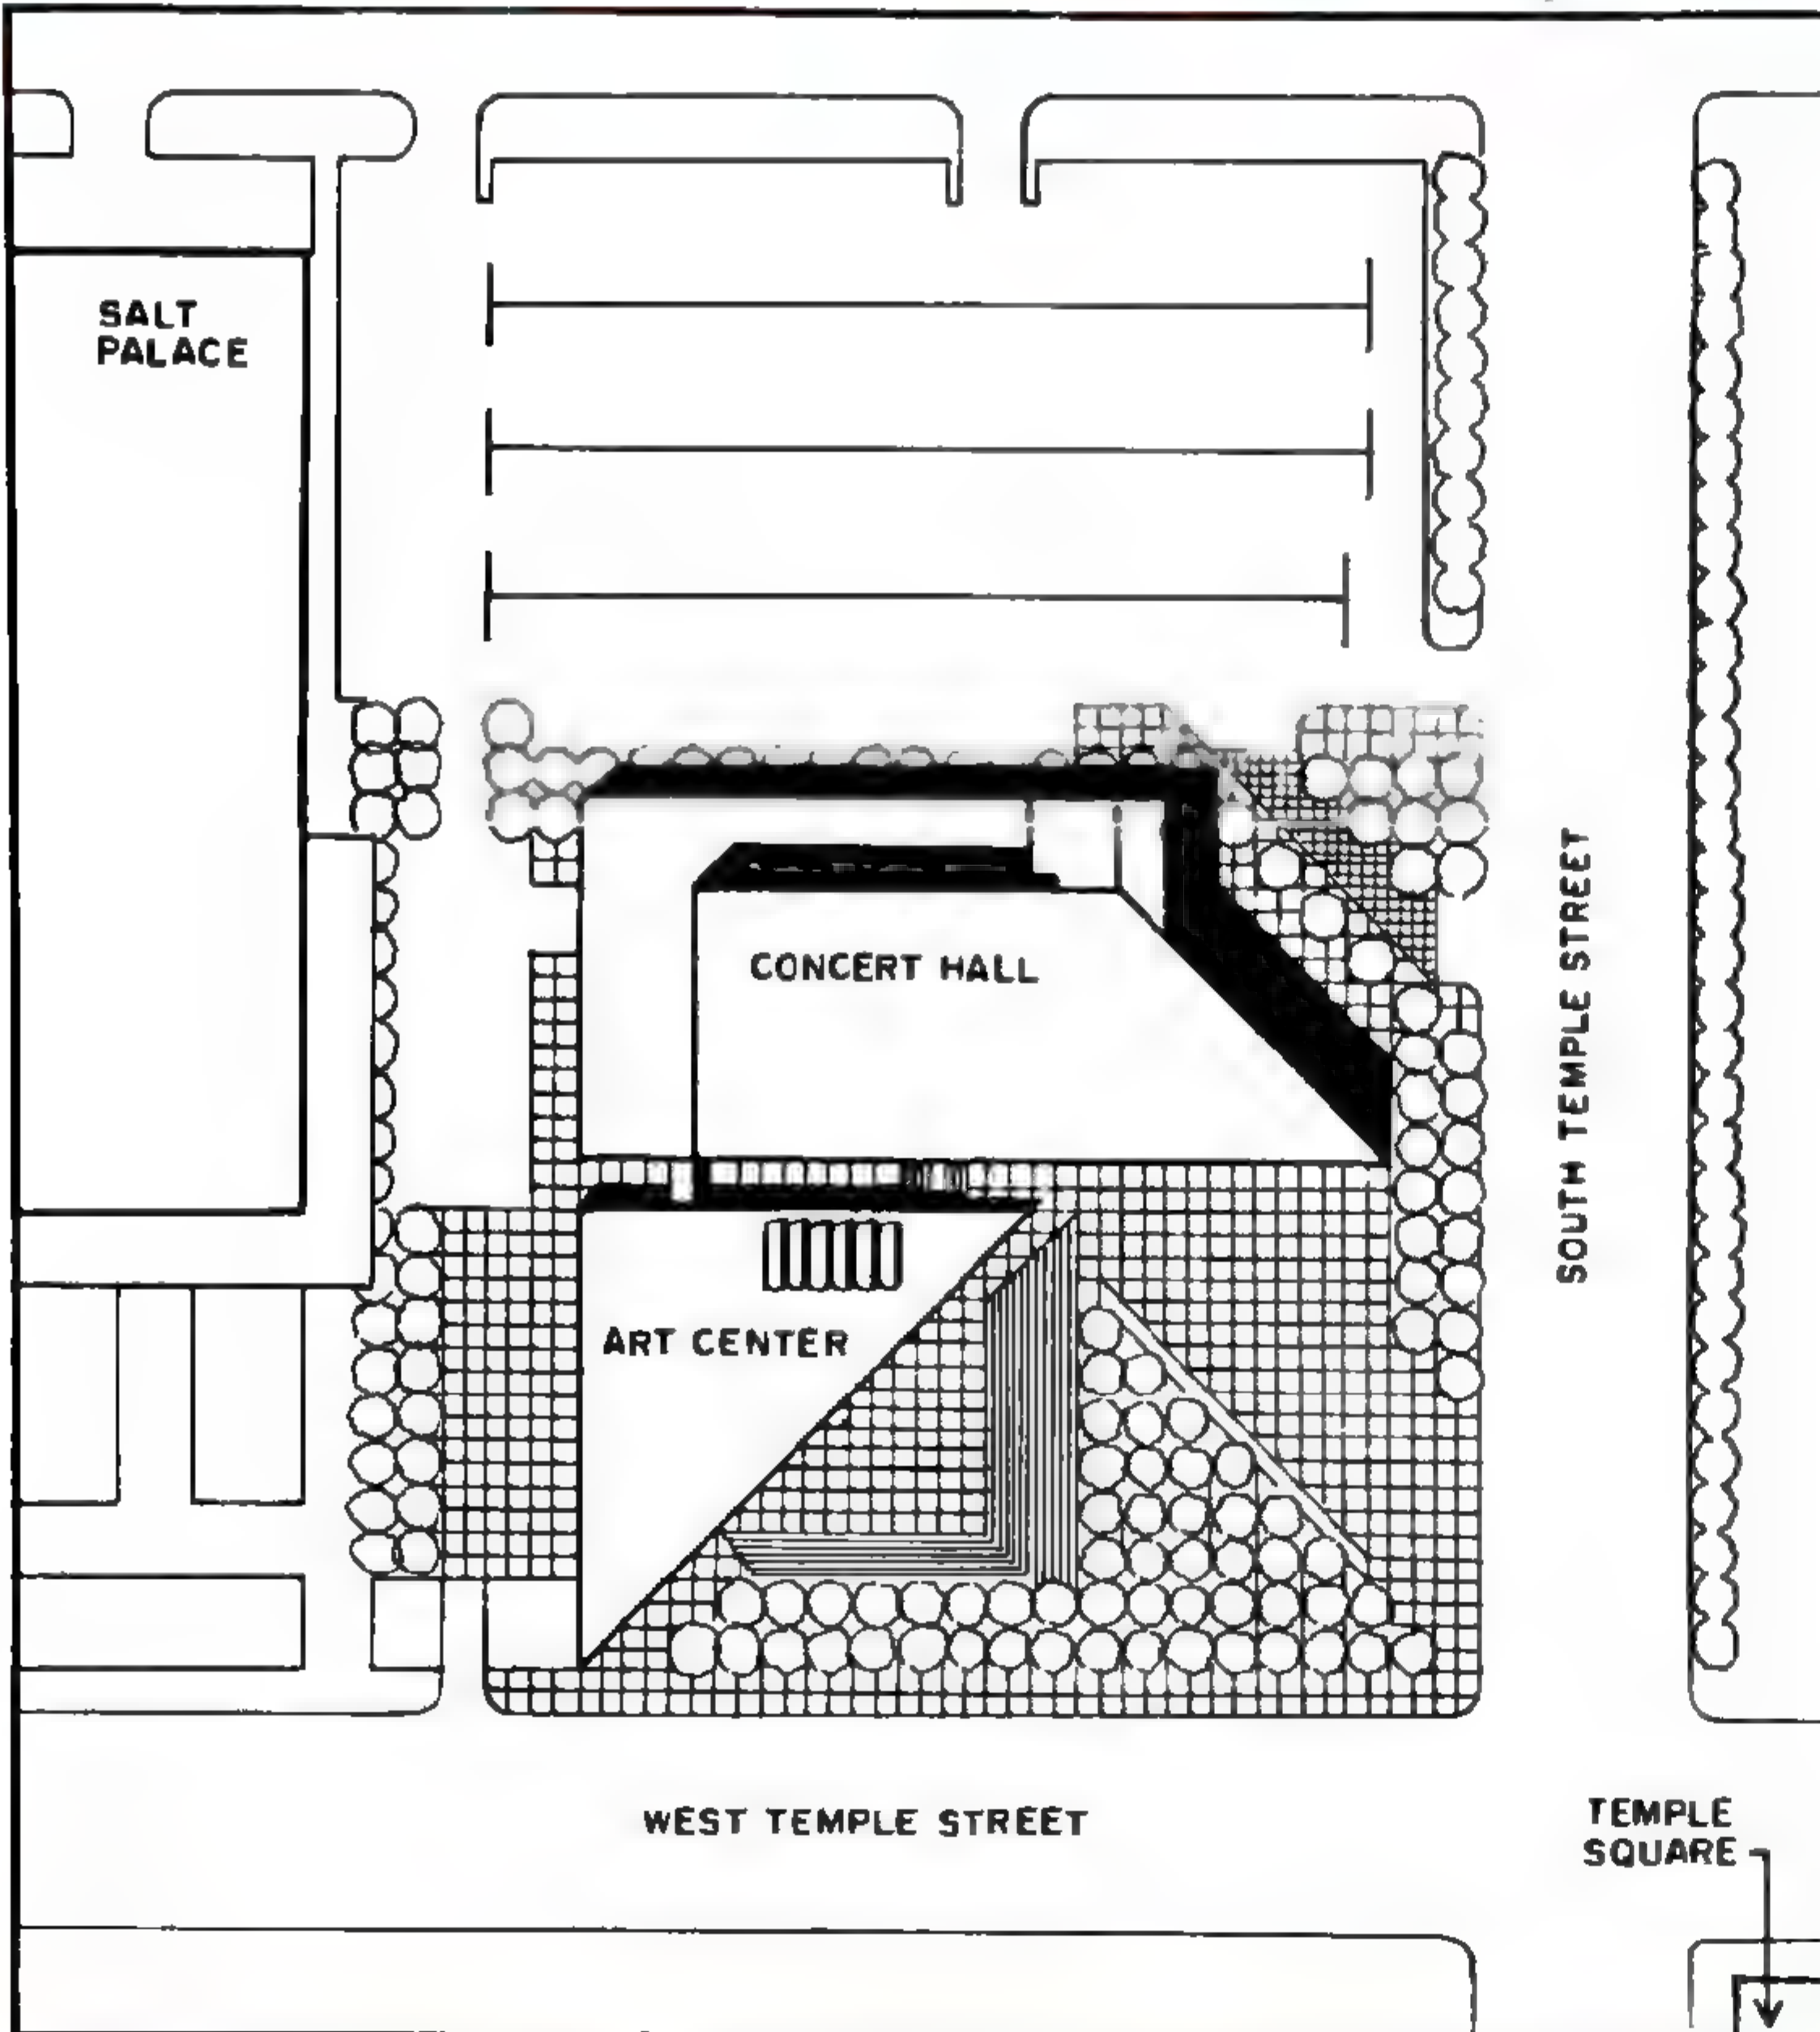 SALT
PALACE
CONCERT HALL
SOUTH TEMPLE STREET
ART CENTER
WEST TEMPLE STREET
TEMPLE
SQUARE